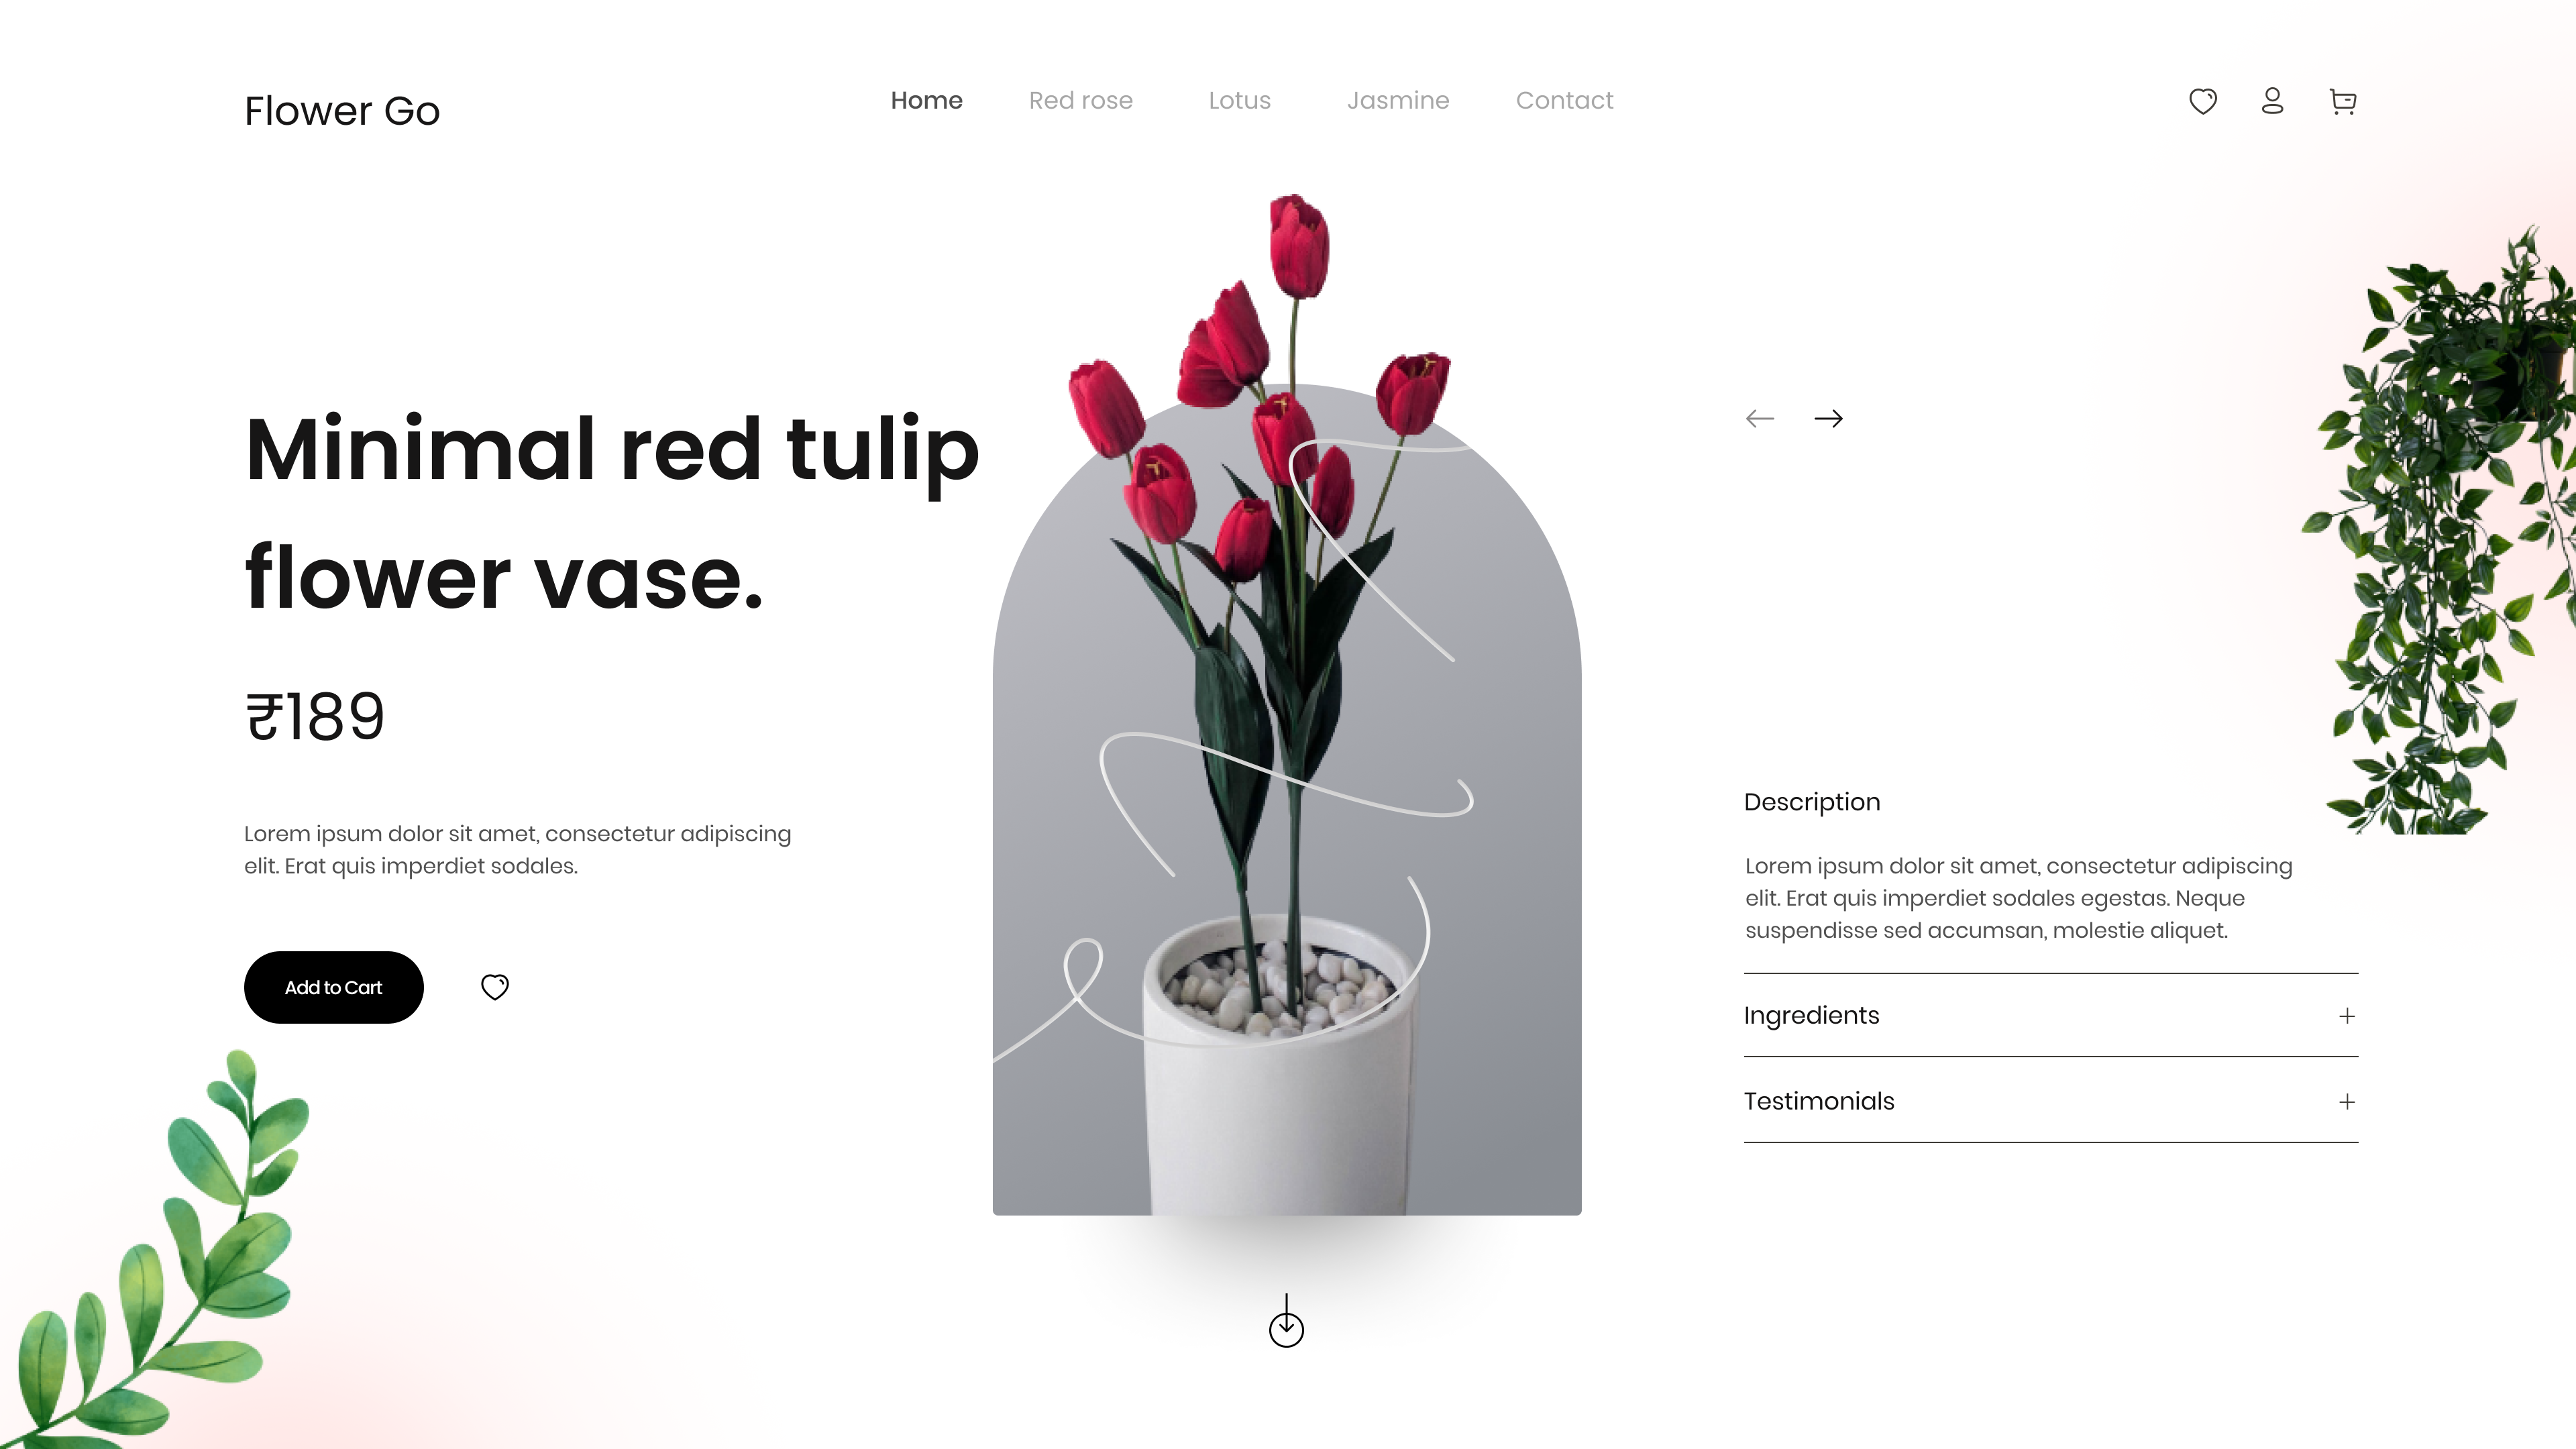 Flower Go
Home
Red rose
Lotus
Jasmine
Contact
Minimal red tulip
flower vase.
₹189
Lorem ipsum dolor sit amet, consectetur adipiscing
elit. Erat quis imperdiet sodales.
Add to Cart
Description
Lorem ipsum dolor sit amet, consectetur adipiscing
elit. Erat quis imperdiet sodales egestas. Neque
suspendisse sed accumsan, molestie aliquet.
Ingredients
Testimonials